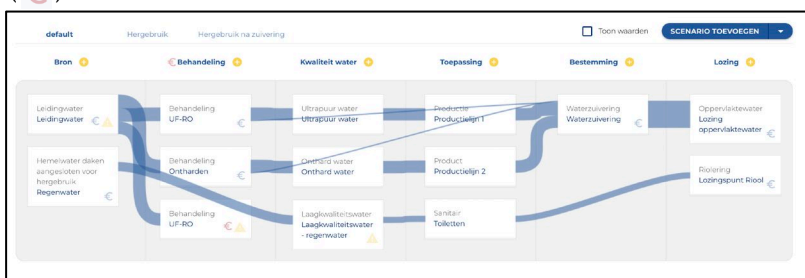 default Hergebruik Hergebruik na zuivering Toon waarden SCENARIO TOEVOEGEN
Bron € Behandeling Kwaliteit water Toepassing Bestemming Lozing
Leidingwater
Leidingwater €
Hemelwater daken
aangesloten voor
hergebruik
Regenwater €
Behandeling
UF-RO €
Behandeling
Ontharden €
Behandeling
UF-RO €
Ultrapuur water
Ultrapuur water
Onthard water
Onthard water
Laagkwaliteitswater
Laagkwaliteitswater
- regenwater
Productie
Productielijn 1
Product
Productielijn 2
Sanitair
Toiletten
Waterzuivering
Waterzuivering €
Oppervlaktewater
Lozing
oppervlaktewater €
Riolering
Lozingspunt Riool €